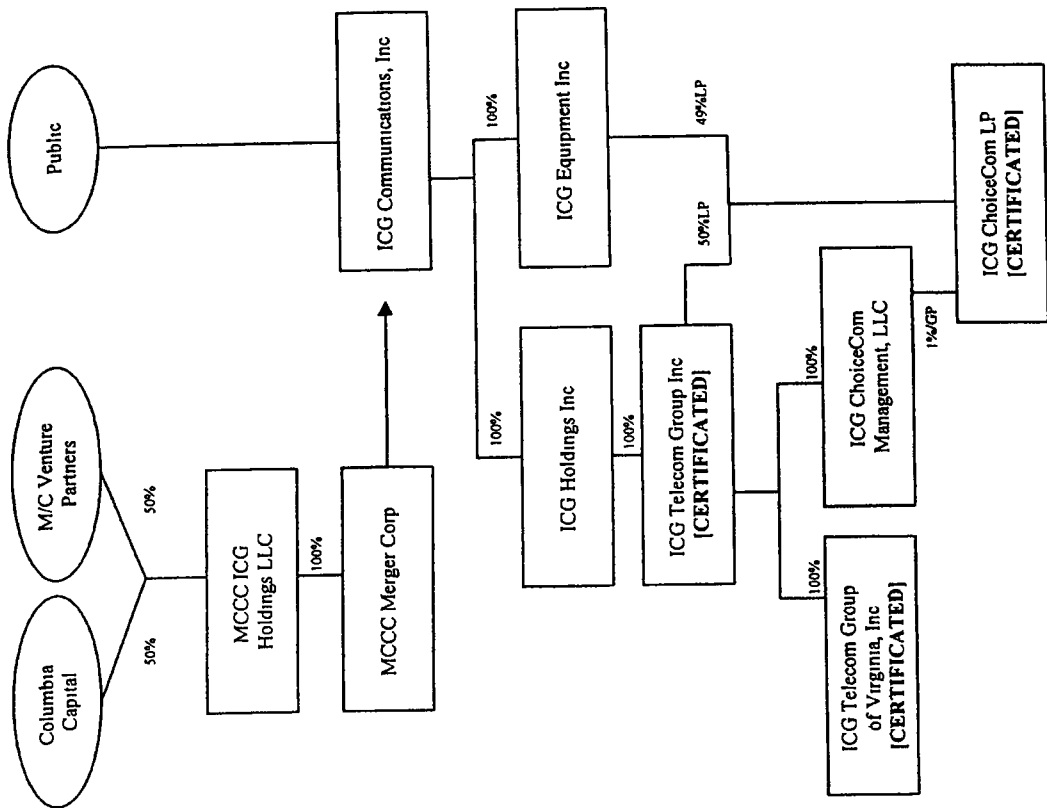 Columbia
Capital
M/C Venture
Partners
Public
50%
50%
MCCC ICG
Holdings LLC
100%
MCCC Merger Corp
ICG Communications, Inc
100%
100%
ICG Holdings Inc
ICG Equipment Inc
100%
49%LP
ICG Telecom Group Inc
[CERTIFICATED]
50%LP
100%
100%
ICG Telecom Group
of Virginia, Inc
[CERTIFICATED]
ICG ChoiceCom
Management, LLC
1%/GP
ICG ChoiceCom LP
[CERTIFICATED]